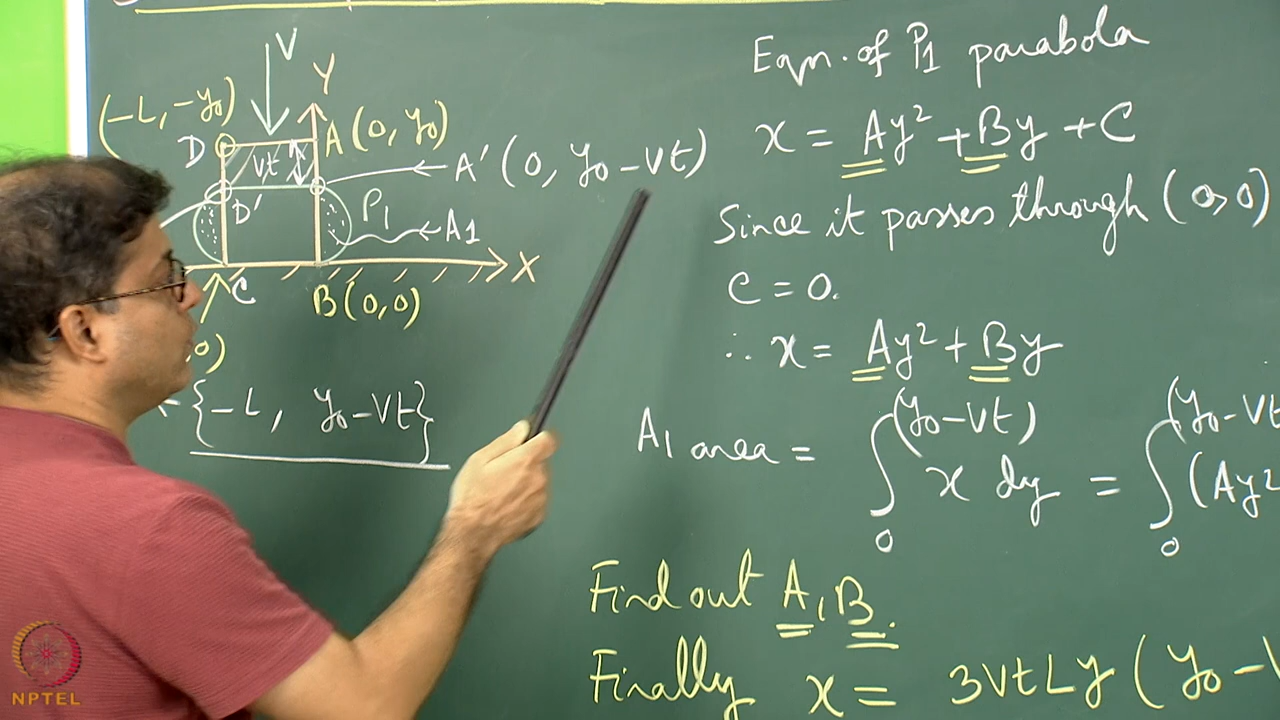 V
Y
(-L, -y₀)
D
A (0, y₀)
Vt
A' (0, y₀ - Vt)
D'
P₁
A1
X
C
B (0,0)
0)
{-L, y₀ - Vt}
Eqn. of P₁ parabola
x = Ay² + By + C
Since it passes through (0,0)
C = 0.
∴ x = Ay² + By
A₁ area = ∫₀^(y₀-Vt) x dy = ∫₀^(y₀-Vt (Ay²
Find out A, B.
Finally x = 3VtLy (y₀ -
NPTEL